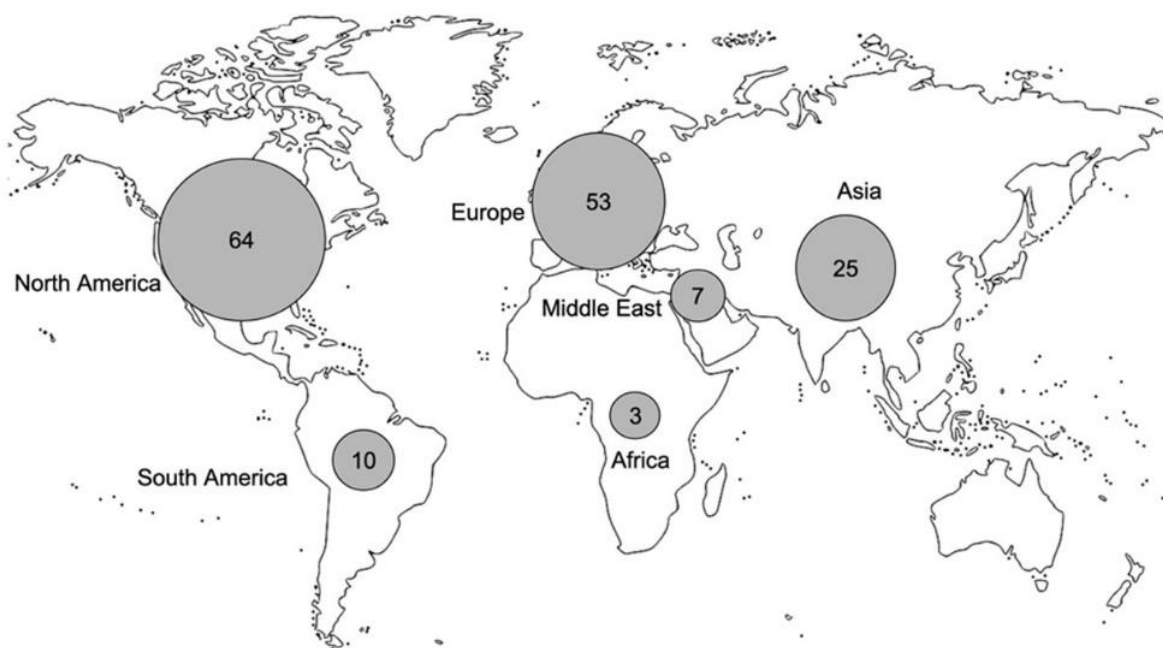 Asia
53
Europe
64
25
North America
7
Middle East
3
Africa
10
South America